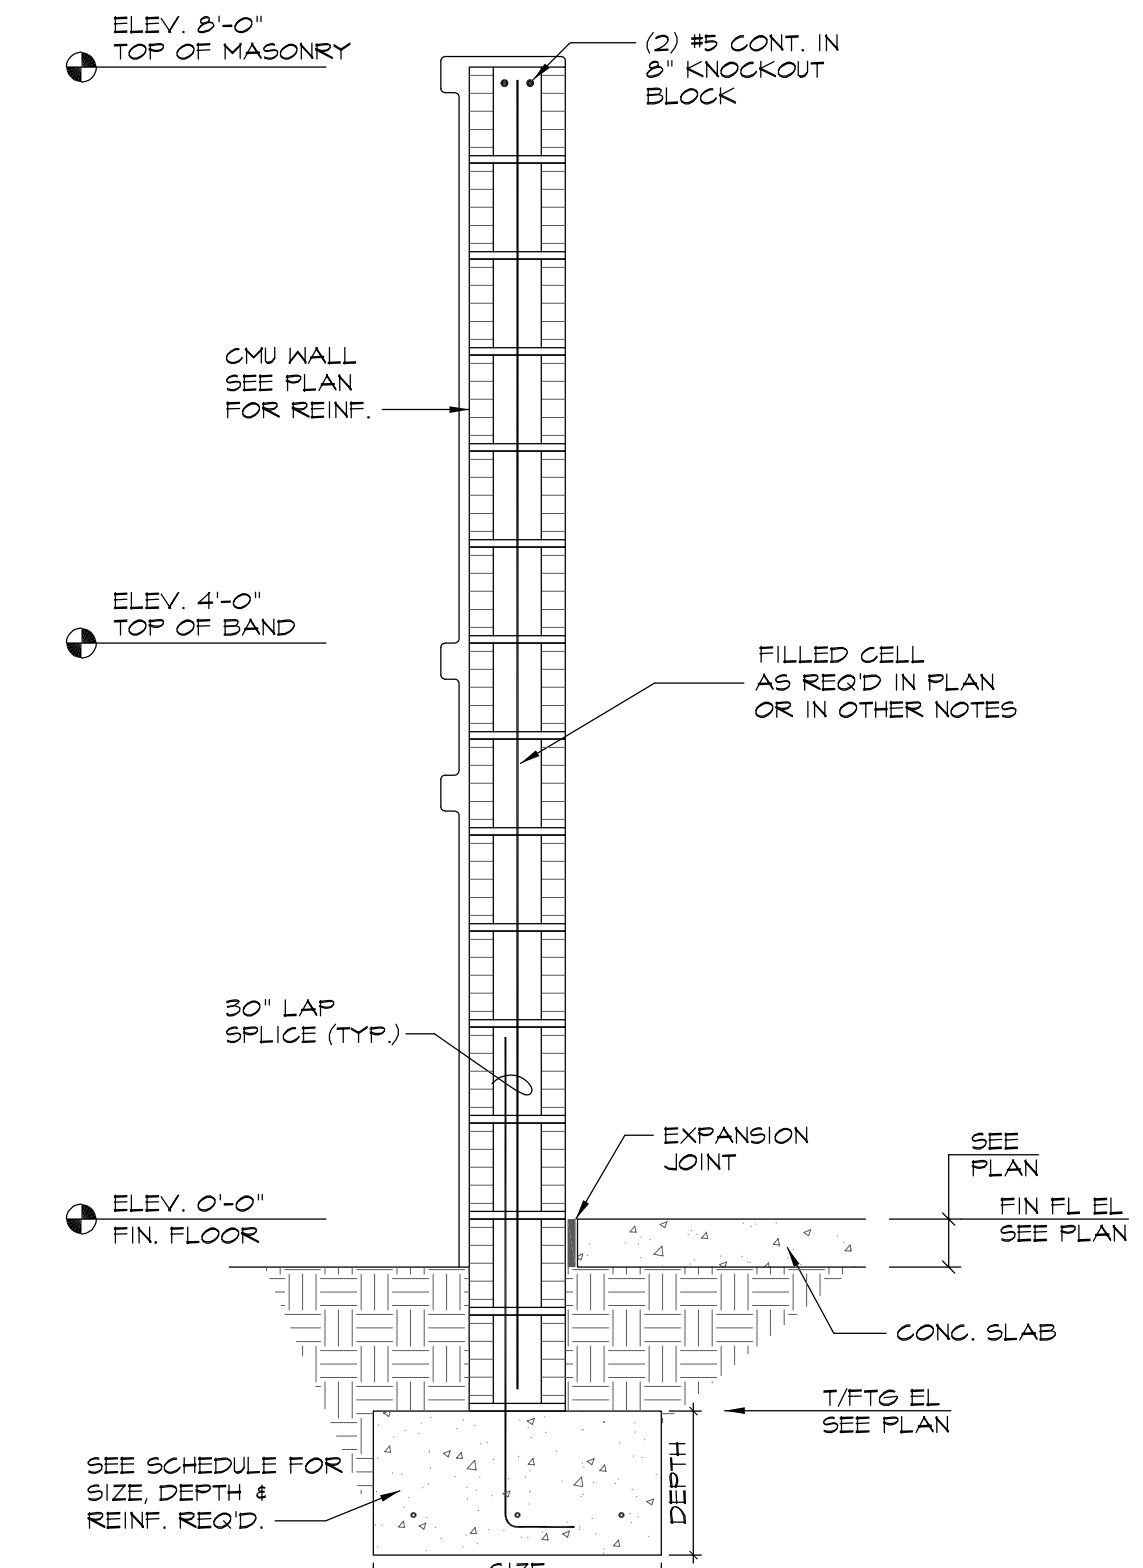 ELEV. 8'-0"
TOP OF MASONRY
(2) #5 CONT. IN
8" KNOCKOUT
BLOCK
CMU WALL
SEE PLAN
FOR REINF.
ELEV. 4'-0"
TOP OF BAND
FILLED CELL
AS REQ'D IN PLAN
OR IN OTHER NOTES
30" LAP
SPLICE (TYP.)
EXPANSION
JOINT
SEE
PLAN
ELEV. 0'-0"
FIN. FLOOR
FIN FL EL
SEE PLAN
CONC. SLAB
T/FTG EL
SEE PLAN
SEE SCHEDULE FOR
SIZE, DEPTH &
REINF. REQ'D.
DEPTH
SIZE